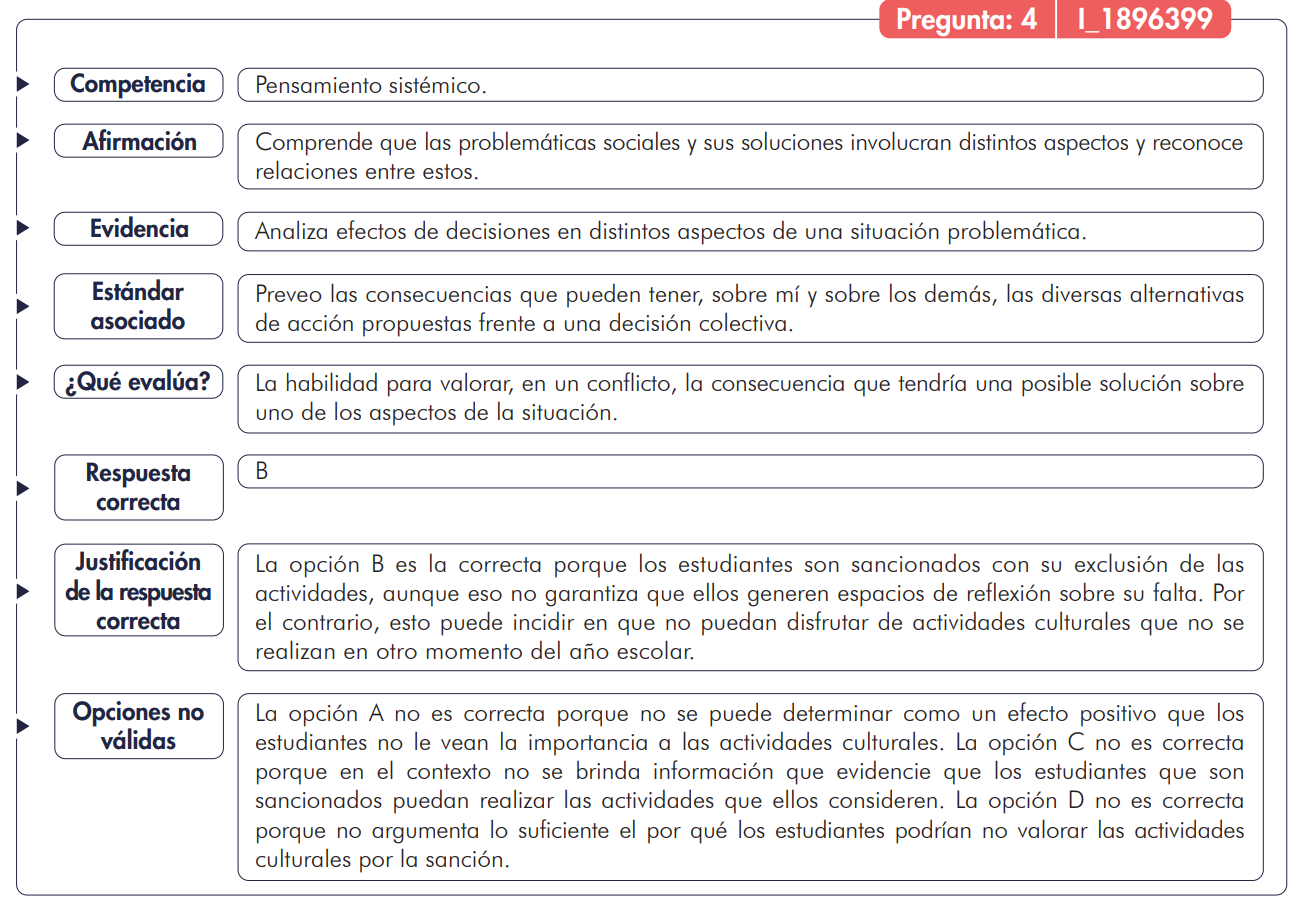 Pregunta: 4 I_1896399
Competencia
Pensamiento sistémico.
Afirmación
Comprende que las problemáticas sociales y sus soluciones involucran distintos aspectos y reconoce
relaciones entre estos.
Evidencia
Analiza efectos de decisiones en distintos aspectos de una situación problemática.
Estándar
asociado
Preveo las consecuencias que pueden tener, sobre mí y sobre los demás, las diversas alternativas
de acción propuestas frente a una decisión colectiva.
¿Qué evalúa?
La habilidad para valorar, en un conflicto, la consecuencia que tendría una posible solución sobre
uno de los aspectos de la situación.
Respuesta
correcta
B
Justificación
de la respuesta
correcta
La opción B es la correcta porque los estudiantes son sancionados con su exclusión de las
actividades, aunque eso no garantiza que ellos generen espacios de reflexión sobre su falta. Por
el contrario, esto puede incidir en que no puedan disfrutar de actividades culturales que no se
realizan en otro momento del año escolar.
Opciones no
válidas
La opción A no es correcta porque no se puede determinar como un efecto positivo que los
estudiantes no le vean la importancia a las actividades culturales. La opción C no es correcta
porque en el contexto no se brinda información que evidencie que los estudiantes que son
sancionados puedan realizar las actividades que ellos consideren. La opción D no es correcta
porque no argumenta lo suficiente el por qué los estudiantes podrían no valorar las actividades
culturales por la sanción.